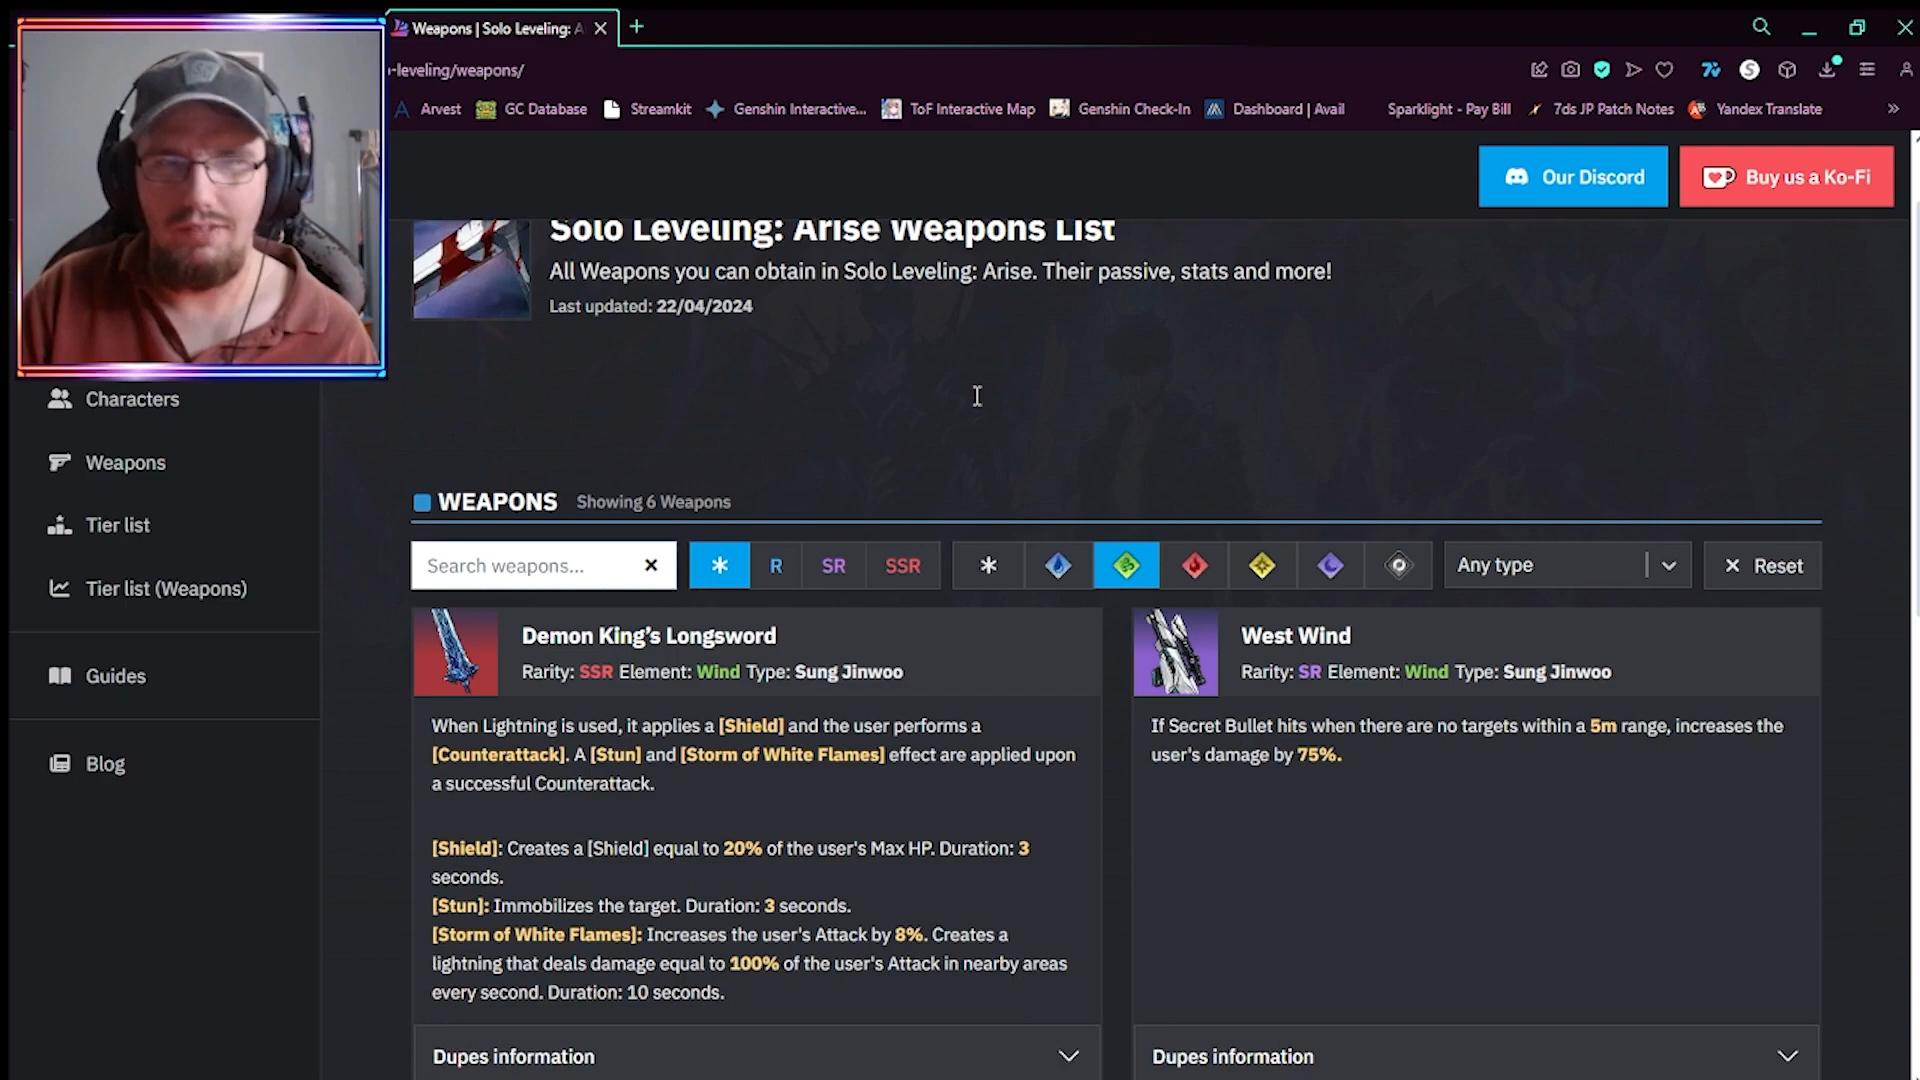 Weapons | Solo Leveling: A
-leveling/weapons/
Arvest
GC Database
Streamkit
Genshin Interactive...
ToF Interactive Map
Genshin Check-In
Dashboard | Avail
Sparklight - Pay Bill
7ds JP Patch Notes
Yandex Translate
Our Discord
Buy us a Ko-Fi
Solo Leveling: Arise Weapons List
All Weapons you can obtain in Solo Leveling: Arise. Their passive, stats and more!
Last updated: 22/04/2024
Characters
Weapons
Tier list
Tier list (Weapons)
Guides
Blog
WEAPONS Showing 6 Weapons
Search weapons...
R
SR
SSR
Any type
Reset
Demon King's Longsword
Rarity: SSR Element: Wind Type: Sung Jinwoo
When Lightning is used, it applies a [Shield] and the user performs a
[Counterattack]. A [Stun] and [Storm of White Flames] effect are applied upon
a successful Counterattack.
[Shield]: Creates a [Shield] equal to 20% of the user's Max HP. Duration: 3
seconds.
[Stun]: Immobilizes the target. Duration: 3 seconds.
[Storm of White Flames]: Increases the user's Attack by 8%. Creates a
lightning that deals damage equal to 100% of the user's Attack in nearby areas
every second. Duration: 10 seconds.
Dupes information
West Wind
Rarity: SR Element: Wind Type: Sung Jinwoo
If Secret Bullet hits when there are no targets within a 5m range, increases the
user's damage by 75%.
Dupes information